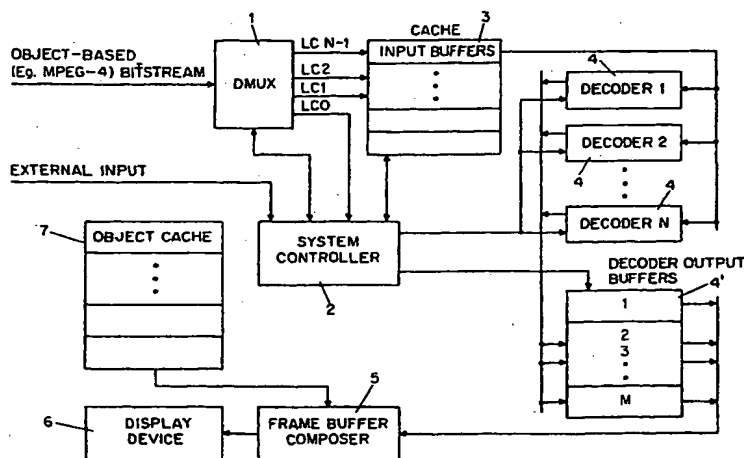 1
OBJECT-BASED
(Eg. MPEG-4) BITSTREAM
DMUX
LC N-1
LC2
LC1
LC0
CACHE
3
INPUT BUFFERS
4
DECODER 1
DECODER 2
4
4
DECODER N
EXTERNAL INPUT
7
OBJECT CACHE
SYSTEM
CONTROLLER
2
DECODER OUTPUT
BUFFERS
4'
1
2
3
M
5
6
DISPLAY
DEVICE
FRAME BUFFER
COMPOSER